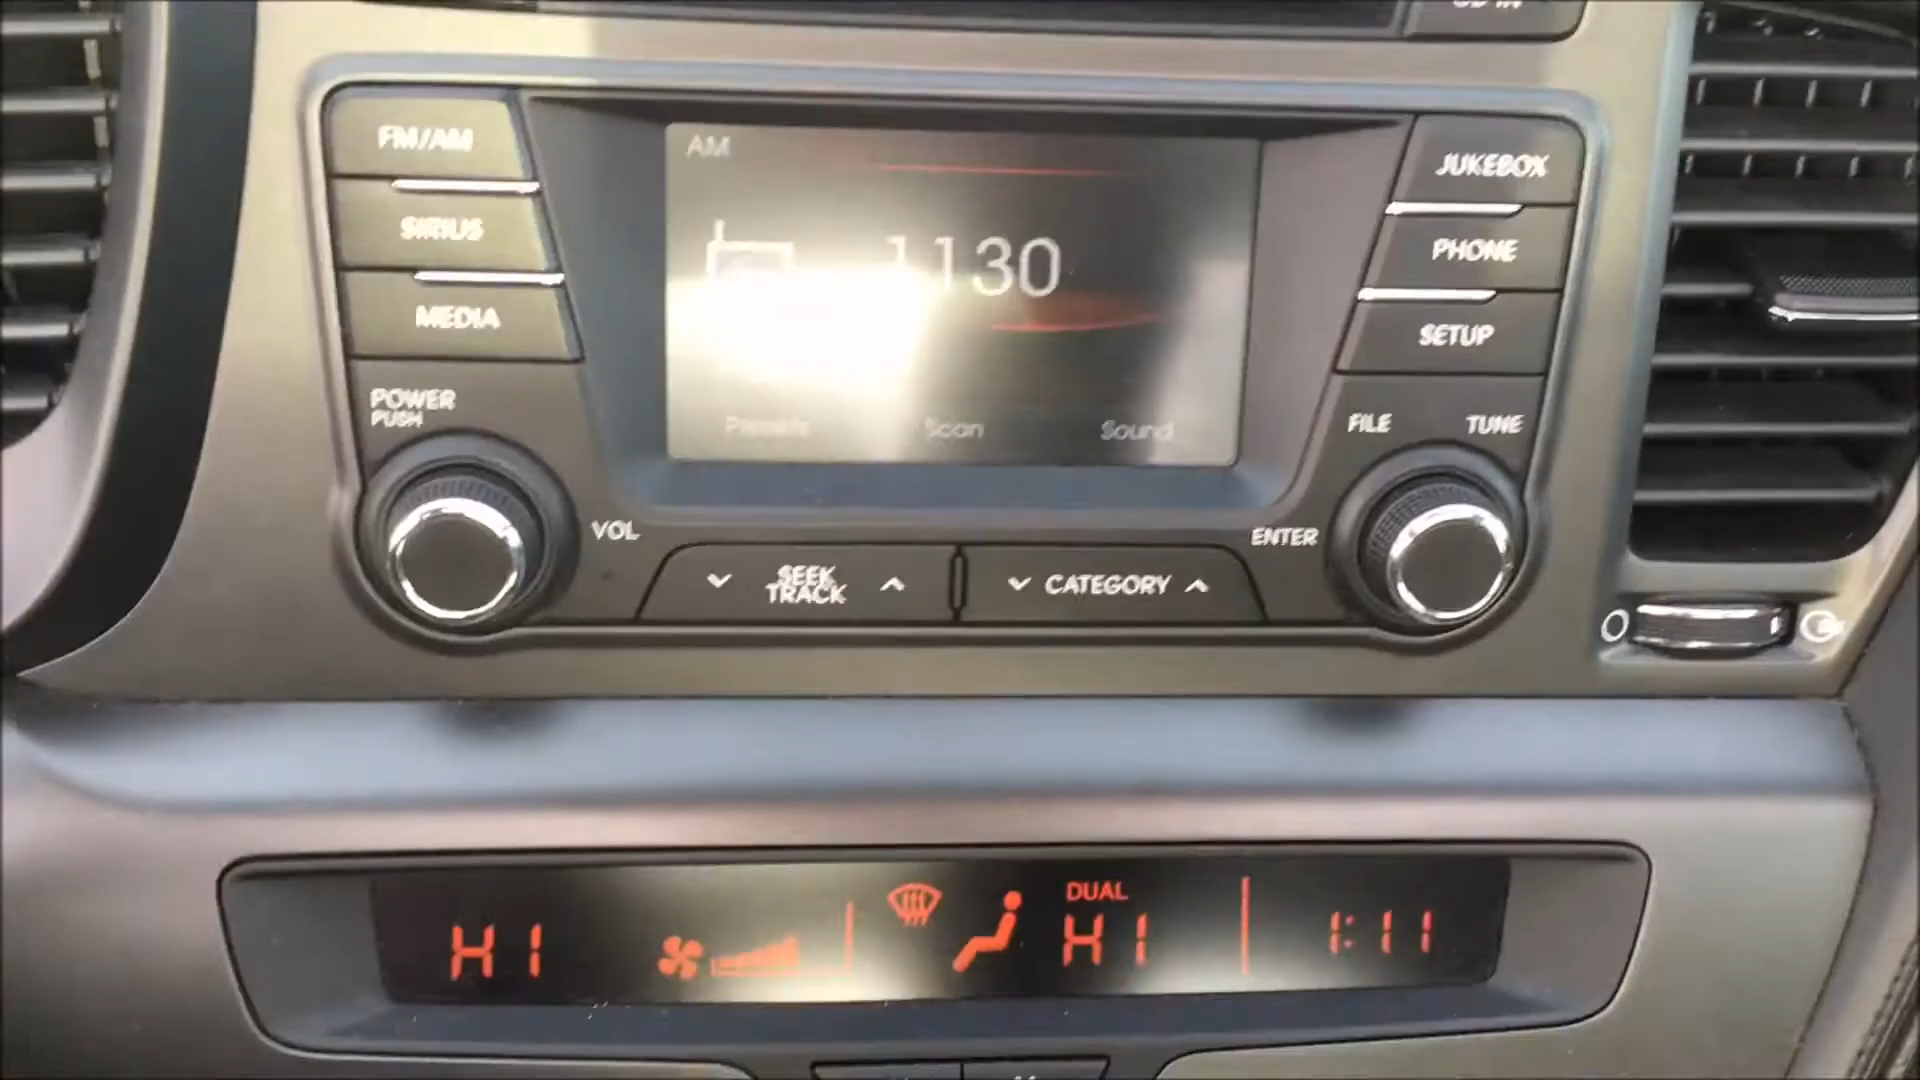 FM/AM
SIRIUS
MEDIA
POWER
PUSH
VOL
AM
1130
Presets
Scan
Sound
SEEK
TRACK
CATEGORY
JUKEBOX
PHONE
SETUP
FILE
TUNE
ENTER
HI
DUAL
HI
1:11